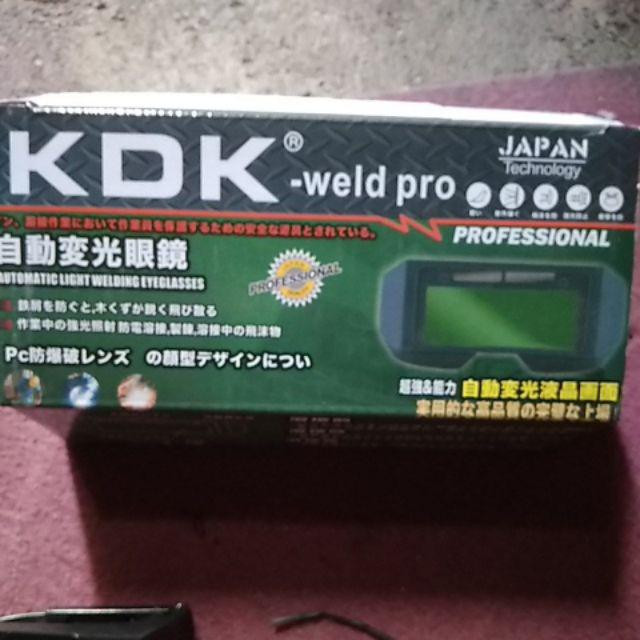 KDK®
-weld pro
JAPAN
Technology
PROFESSIONAL
ン、溶接作業において作業員を保護するための安全な道具とされている。
自動変光眼鏡
AUTOMATIC LIGHT WELDING EYEGLASSES
PROFESSIONAL
鉄屑を防ぐと,木くずが鋭く飛び散る
作業中の強光照射 防電溶接,製錬,溶接中の飛沫物
Pc防爆破レンズ の顔型デザインについ
超強&能力 自動変光液晶画面
実用的な高品質の完璧な上場